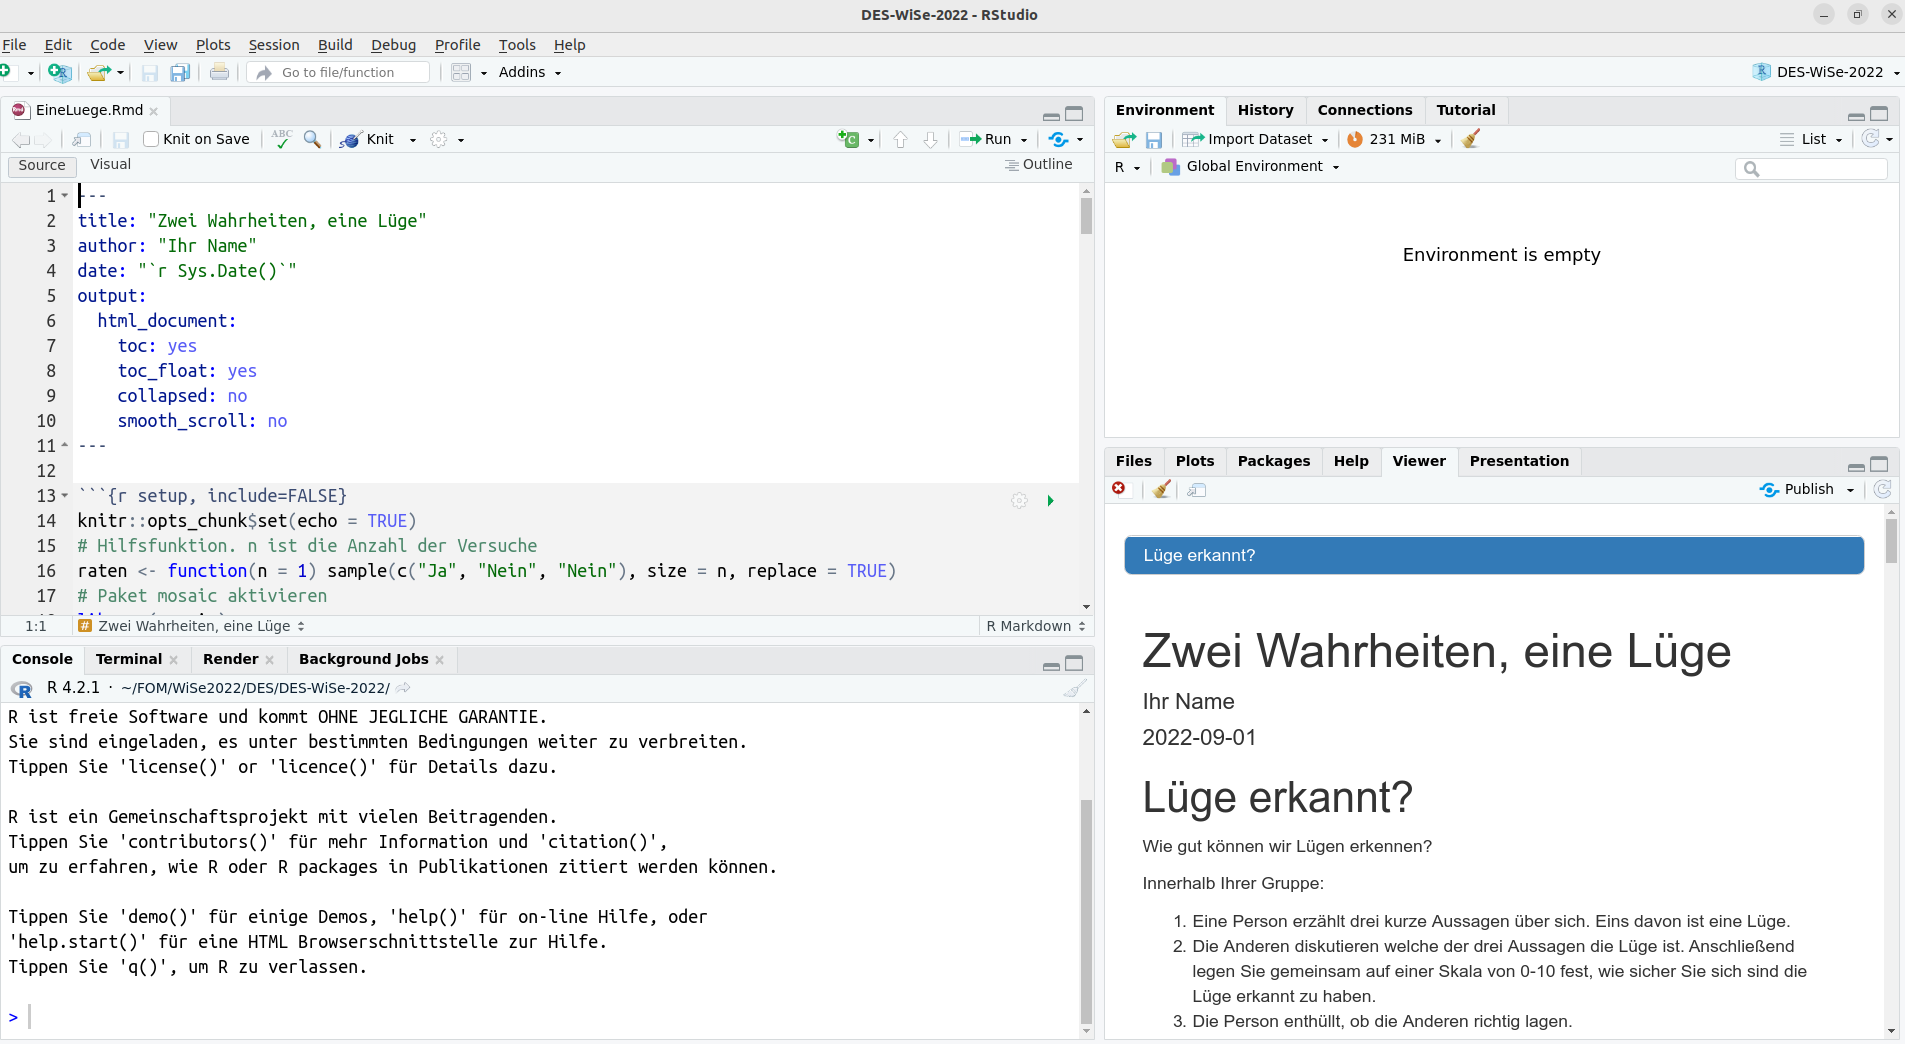 DES-WiSe-2022 - RStudio
File Edit Code View Plots Session Build Debug Profile Tools Help
Go to file/function Addins DES-WiSe-2022
EineLuege.Rmd
ABC Knit on Save Knit Run
Source Visual Outline
1 ---
2 title: "Zwei Wahrheiten, eine Lüge"
3 author: "Ihr Name"
4 date: "`r Sys.Date()`"
5 output:
6 html_document:
7 toc: yes
8 toc_float: yes
9 collapsed: no
10 smooth_scroll: no
11 ---
12
13 ```{r setup, include=FALSE}
14 knitr::opts_chunk$set(echo = TRUE)
15 # Hilfsfunktion. n ist die Anzahl der Versuche
16 raten <- function(n = 1) sample(c("Ja", "Nein", "Nein"), size = n, replace = TRUE)
17 # Paket mosaic aktivieren
1:1 # Zwei Wahrheiten, eine Lüge R Markdown
Console Terminal Render Background Jobs
R R 4.2.1 · ~/FOM/WiSe2022/DES/DES-WiSe-2022/
R ist freie Software und kommt OHNE JEGLICHE GARANTIE.
Sie sind eingeladen, es unter bestimmten Bedingungen weiter zu verbreiten.
Tippen Sie 'license()' or 'licence()' für Details dazu.
R ist ein Gemeinschaftsprojekt mit vielen Beitragenden.
Tippen Sie 'contributors()' für mehr Information und 'citation()',
um zu erfahren, wie R oder R packages in Publikationen zitiert werden können.
Tippen Sie 'demo()' für einige Demos, 'help()' für on-line Hilfe, oder
'help.start()' für eine HTML Browserschnittstelle zur Hilfe.
Tippen Sie 'q()', um R zu verlassen.
>
Environment History Connections Tutorial
Import Dataset 231 MiB List
R Global Environment
Environment is empty
Files Plots Packages Help Viewer Presentation
Publish
Lüge erkannt?
Zwei Wahrheiten, eine Lüge
Ihr Name
2022-09-01
Lüge erkannt?
Wie gut können wir Lügen erkennen?
Innerhalb Ihrer Gruppe:
1. Eine Person erzählt drei kurze Aussagen über sich. Eins davon ist eine Lüge.
2. Die Anderen diskutieren welche der drei Aussagen die Lüge ist. Anschließend
legen Sie gemeinsam auf einer Skala von 0-10 fest, wie sicher Sie sich sind die
Lüge erkannt zu haben.
3. Die Person enthüllt, ob die Anderen richtig lagen.